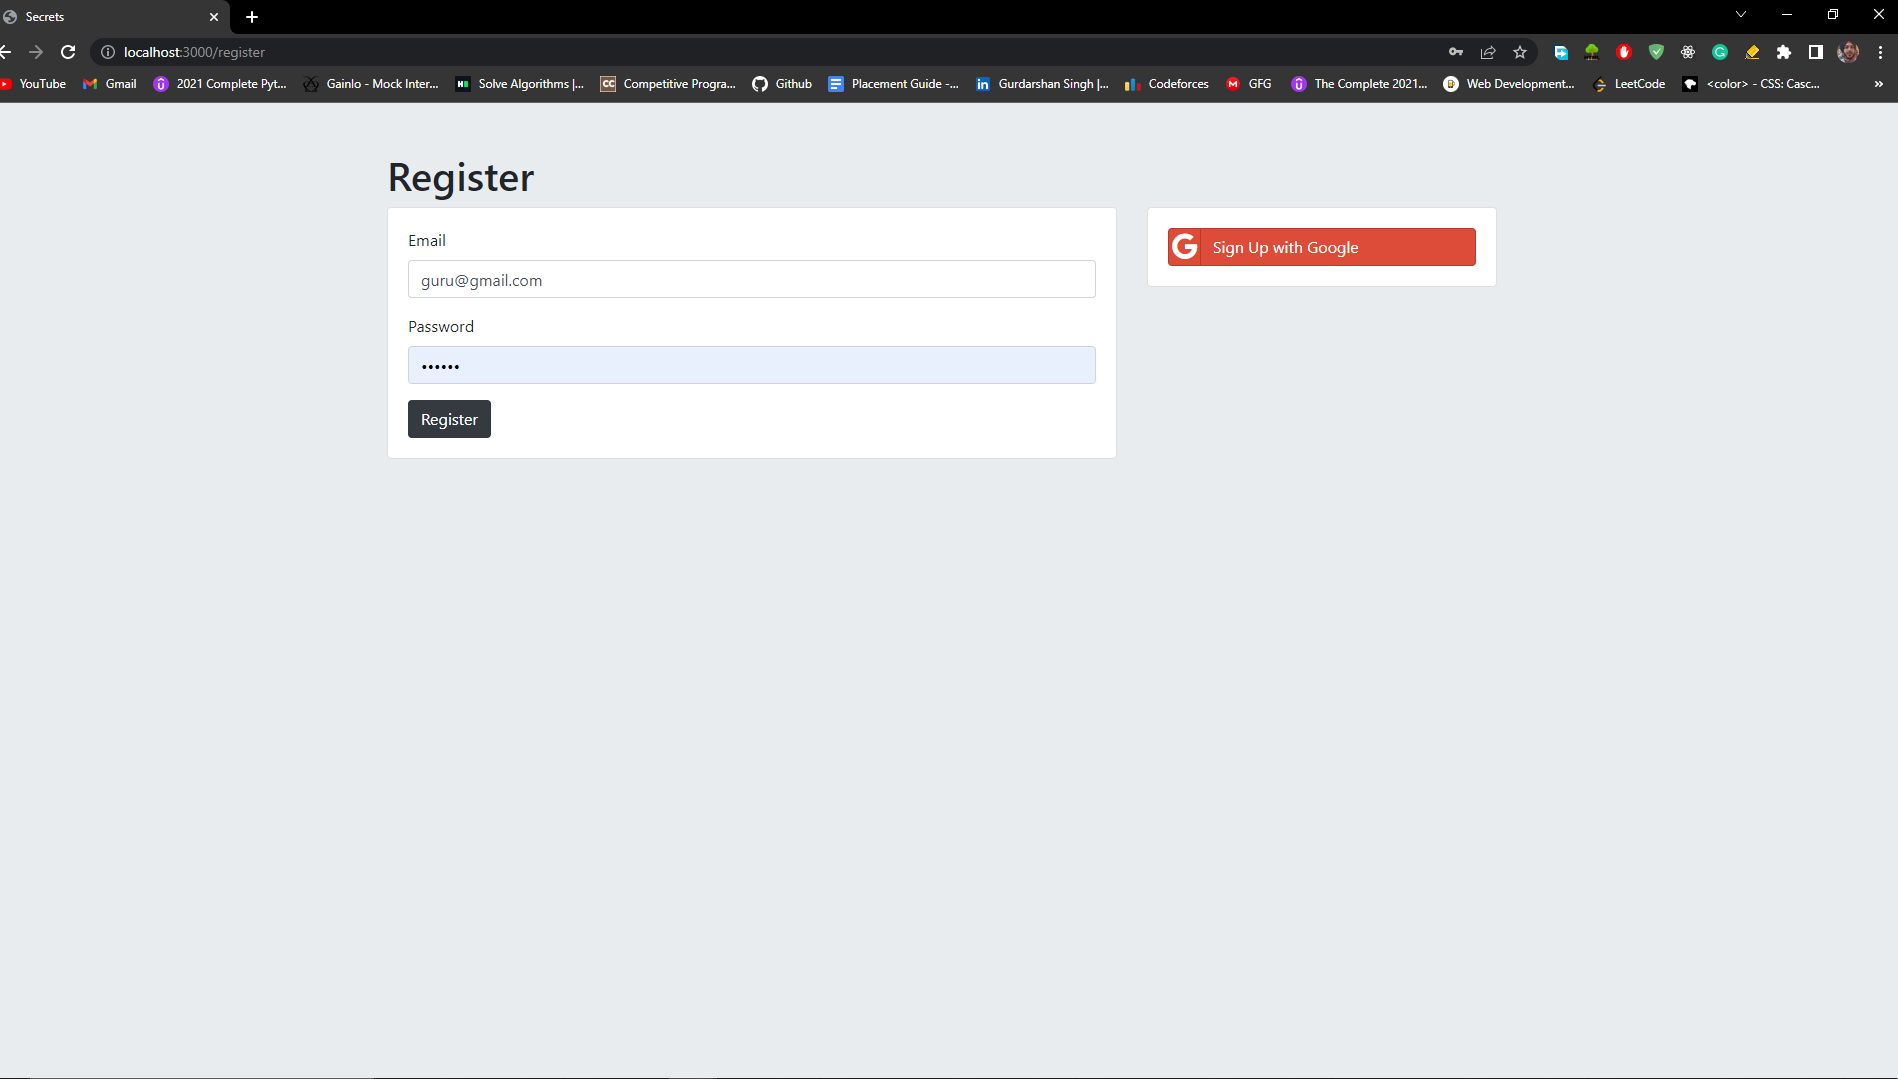 Secrets
localhost:3000/register
YouTube Gmail 2021 Complete Pyt... Gainlo - Mock Inter... Solve Algorithms |... Competitive Progra... Github Placement Guide -... Gurdarshan Singh |... Codeforces GFG The Complete 2021... Web Development... LeetCode <color> - CSS: Casc... »
Register
Email
guru@gmail.com
Password
••••••
Register
G Sign Up with Google